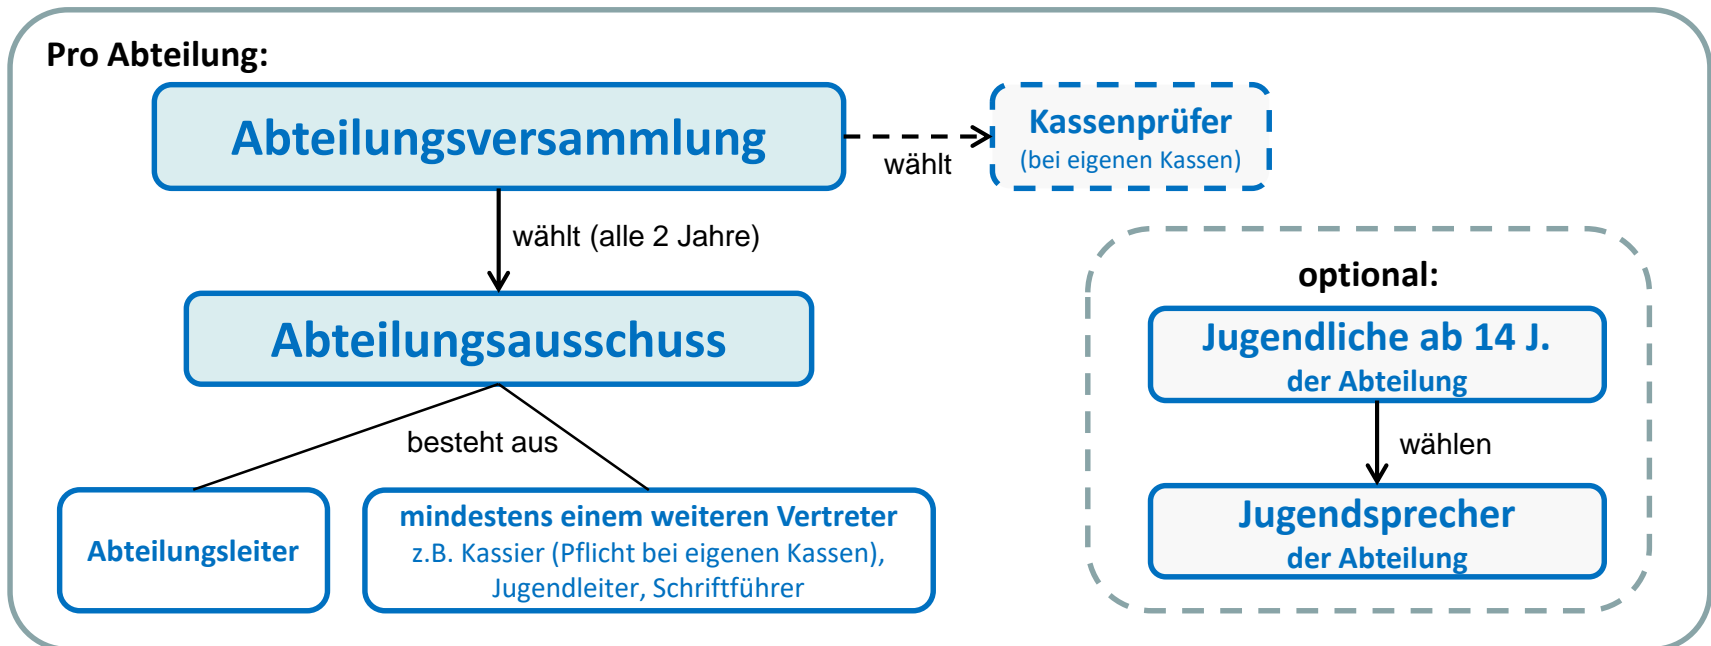 Pro Abteilung:
Abteilungsversammlung
wählt
Kassenprüfer
(bei eigenen Kassen)
wählt (alle 2 Jahre)
Abteilungsausschuss
besteht aus
Abteilungsleiter
mindestens einem weiteren Vertreter
z.B. Kassier (Pflicht bei eigenen Kassen),
Jugendleiter, Schriftführer
optional:
Jugendliche ab 14 J.
der Abteilung
wählen
Jugendsprecher
der Abteilung